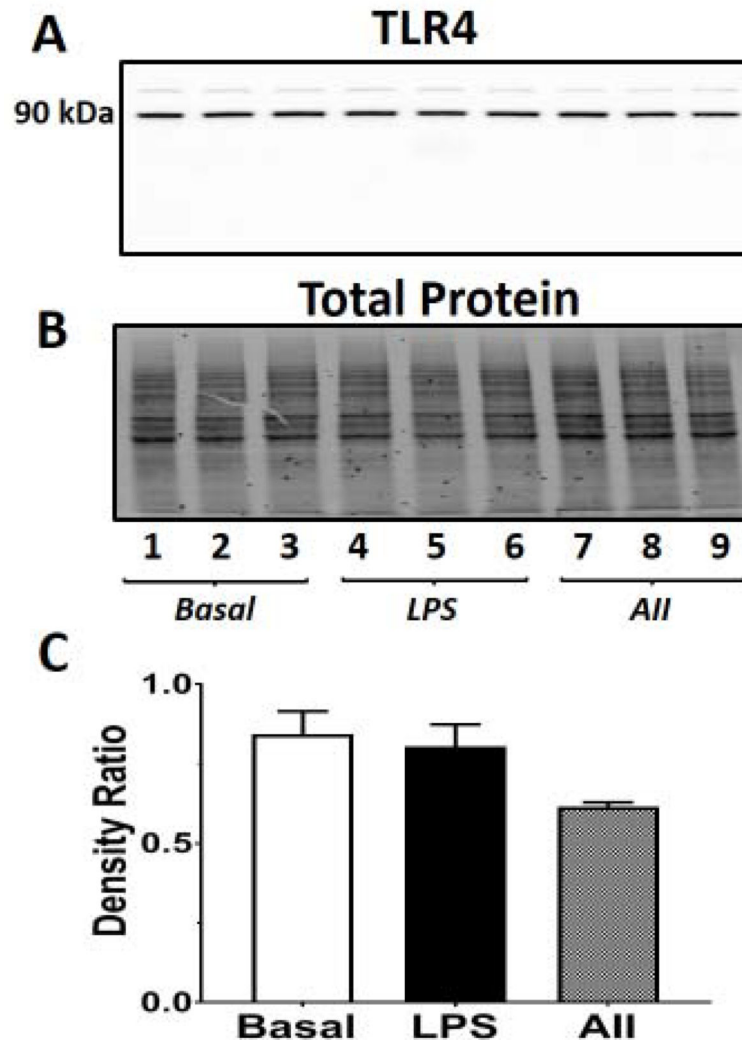 A
TLR4
90 kDa
B
Total Protein
1 2 3 4 5 6 7 8 9
Basal LPS AII
C
Density Ratio
1.0
0.5
0.0
Basal LPS AII